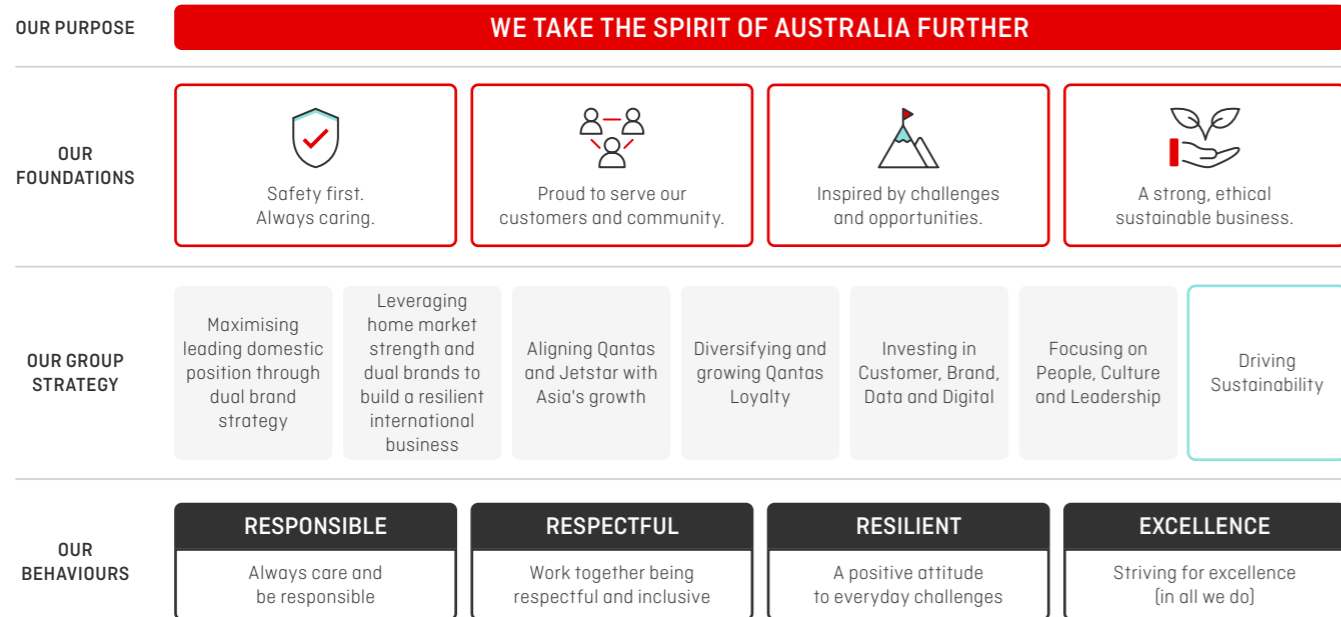 OUR PURPOSE
WE TAKE THE SPIRIT OF AUSTRALIA FURTHER
OUR
FOUNDATIONS
Safety first.
Always caring.
Proud to serve our
customers and community.
Inspired by challenges
and opportunities.
A strong, ethical
sustainable business.
OUR GROUP
STRATEGY
Maximising
leading domestic
position through
dual brand
strategy
Leveraging
home market
strength and
dual brands to
build a resilient
international
business
Aligning Qantas
and Jetstar with
Asia's growth
Diversifying and
growing Qantas
Loyalty
Investing in
Customer, Brand,
Data and Digital
Focusing on
People, Culture
and Leadership
Driving
Sustainability
OUR
BEHAVIOURS
RESPONSIBLE
Always care and
be responsible
RESPECTFUL
Work together being
respectful and inclusive
RESILIENT
A positive attitude
to everyday challenges
EXCELLENCE
Striving for excellence
(in all we do)